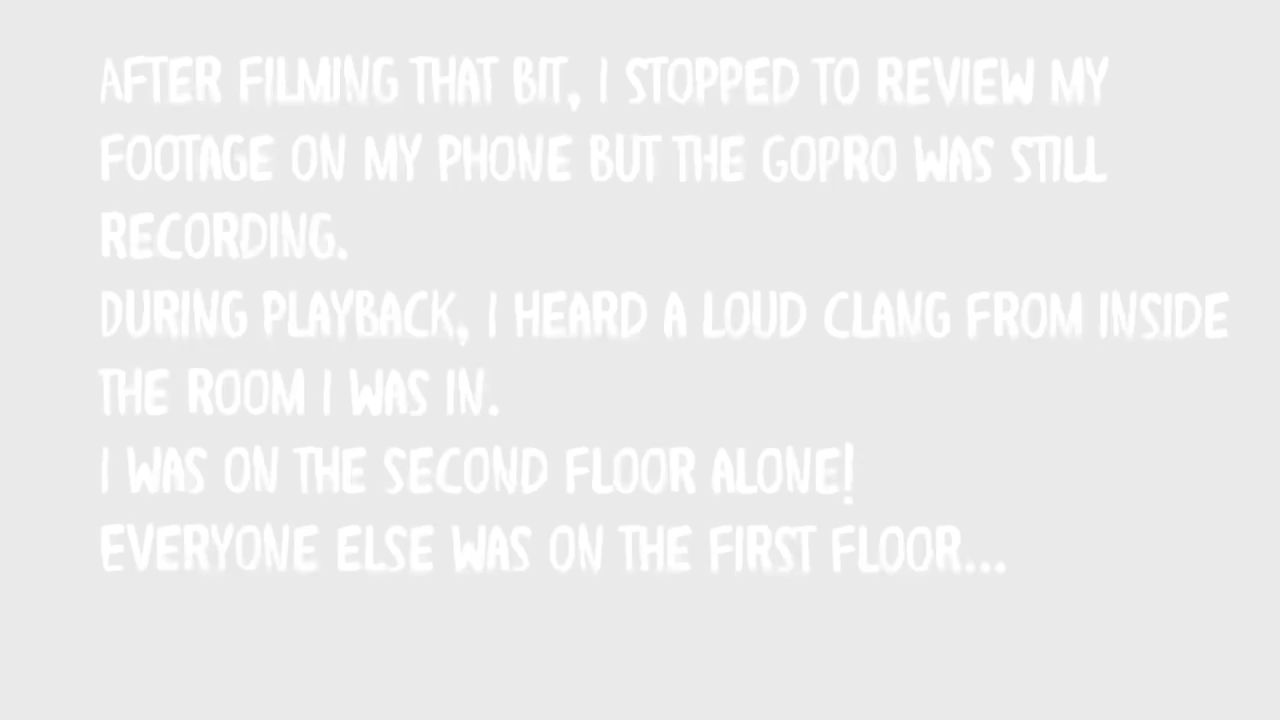 AFTER FILMING THAT BIT, I STOPPED TO REVIEW MY
FOOTAGE ON MY PHONE BUT THE GOPRO WAS STILL
RECORDING.
DURING PLAYBACK, I HEARD A LOUD CLANG FROM INSIDE
THE ROOM I WAS IN.
I WAS ON THE SECOND FLOOR ALONE!
EVERYONE ELSE WAS ON THE FIRST FLOOR...